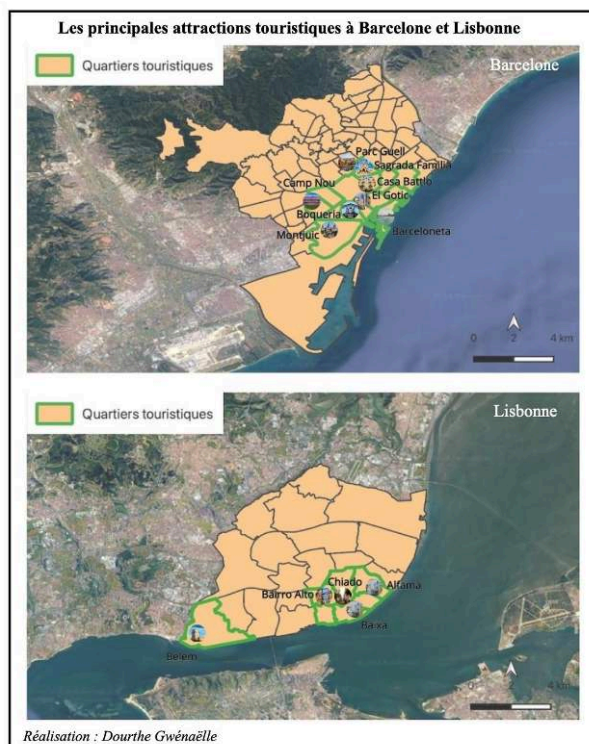 Les principales attractions touristiques à Barcelone et Lisbonne
Quartiers touristiques
Barcelone
Parc Guell
Sagrada Familia
Camp Nou
Casa Battlo
El Gotic
Boqueria
Montjuic
Barceloneta
0 2 4 km
Quartiers touristiques
Lisbonne
Chiado
Alfama
Bairro Alto
Baixa
Belem
0 2 4 km
Réalisation : Dourthe Gwénaëlle